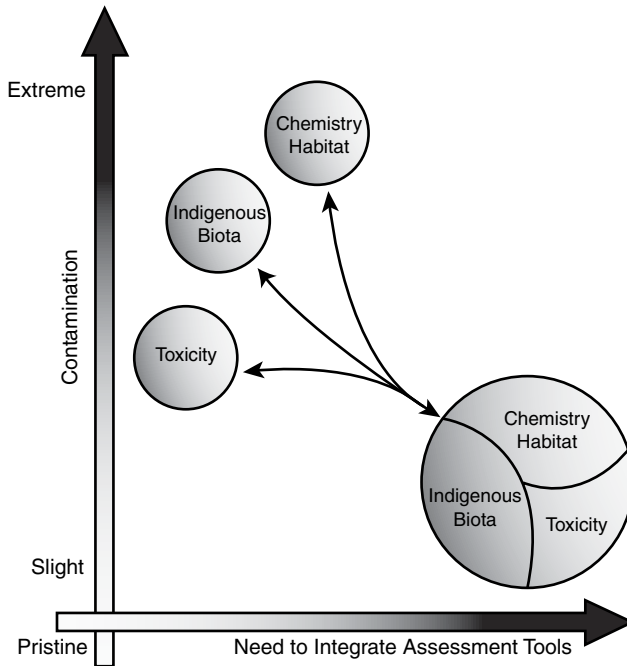 Extreme
Chemistry
Habitat
Indigenous
Biota
Contamination
Toxicity
Chemistry
Habitat
Indigenous
Biota
Toxicity
Slight
Pristine
Need to Integrate Assessment Tools